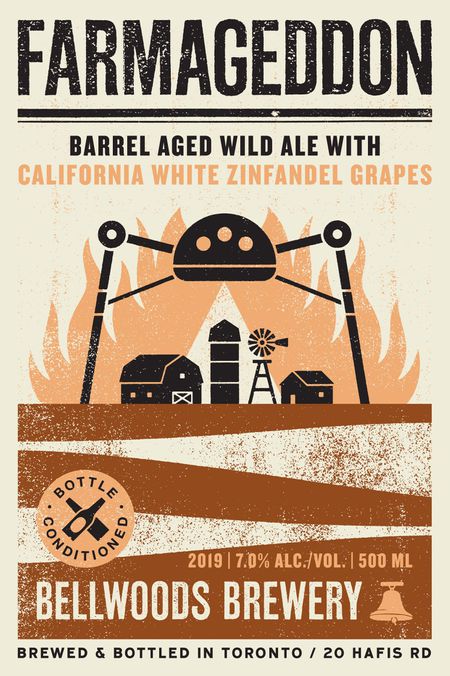 FARMAGEDDON
BARREL AGED WILD ALE WITH
CALIFORNIA WHITE ZINFANDEL GRAPES
BOTTLE
CONDITIONED
2019 | 7.0% ALC./VOL. | 500 ML
BELLWOODS BREWERY
BREWED & BOTTLED IN TORONTO / 20 HAFIS RD